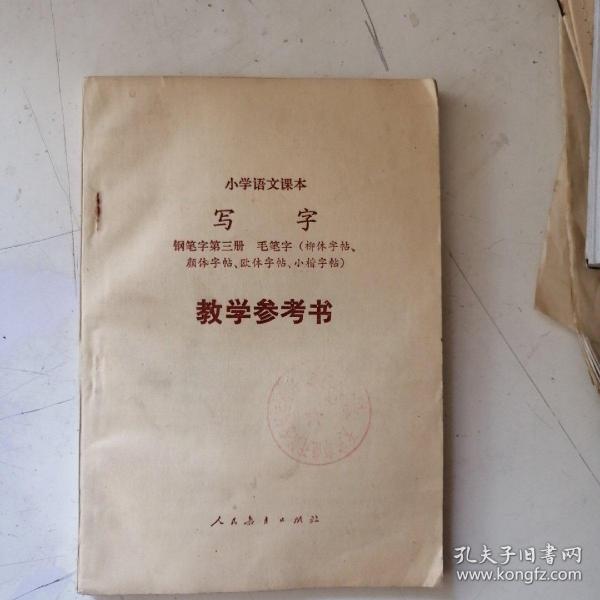 小学语文课本
写 字
钢笔字第三册 毛笔字（柳体字帖、
颜体字帖、欧体字帖、小楷字帖）
教学参考书
人民教育出版社
孔夫子旧书网
www.kongfz.com